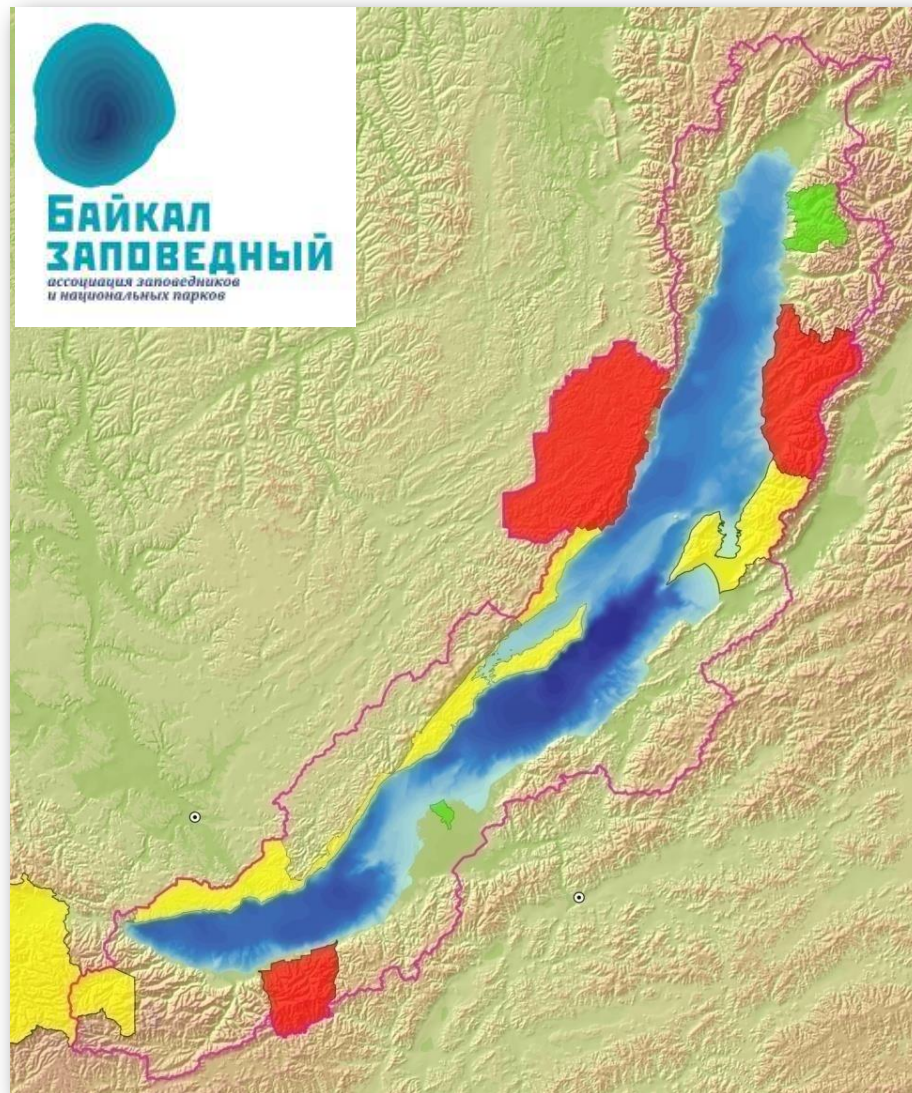 БАЙКАЛ
ЗАПОВЕДНЫЙ
ассоциация заповедников
и национальных парков